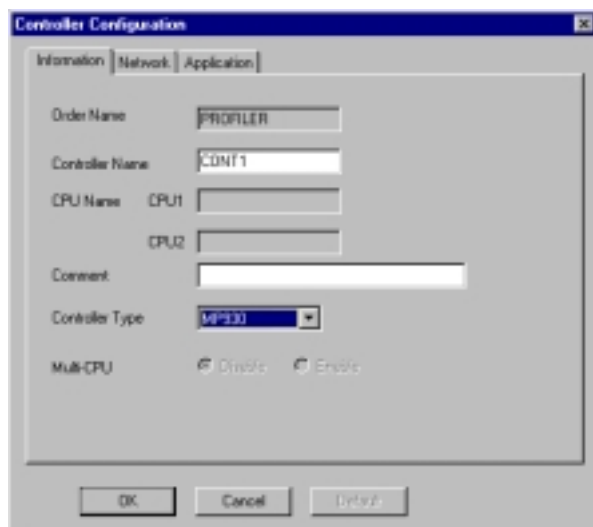 Controller Configuration
Information Network Application
Order Name PROFILER
Controller Name CONT1
CPU Name CPU1
CPU2
Comment
Controller Type MP930
Multi-CPU Disable Enable
OK Cancel Default